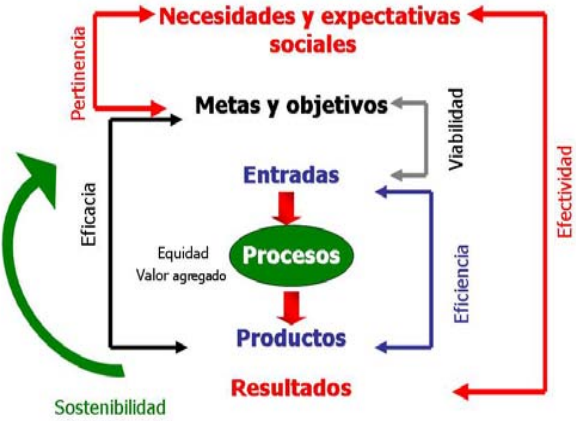 Necesidades y expectativas
sociales
Pertinencia
Metas y objetivos
Viabilidad
Entradas
Eficacia
Efectividad
Equidad
Valor agregado
Procesos
Eficiencia
Productos
Resultados
Sostenibilidad